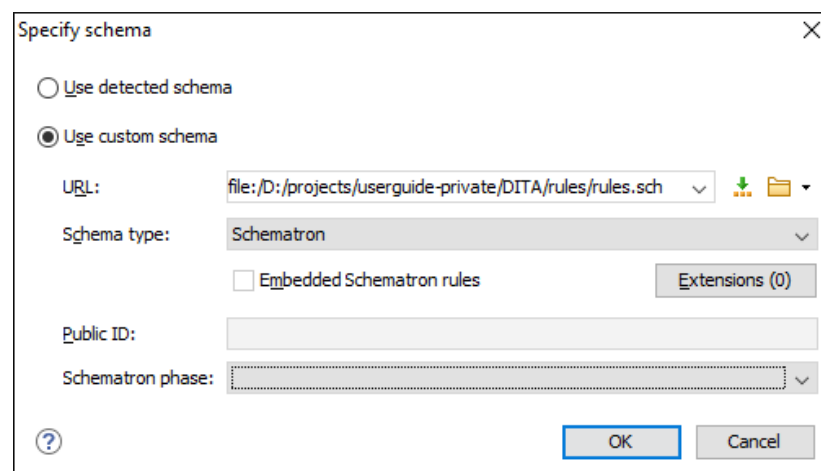 Specify schema
Use detected schema
Use custom schema
URL: file:/D:/projects/userguide-private/DITA/rules/rules.sch
Schema type: Schematron
Embedded Schematron rules Extensions (0)
Public ID:
Schematron phase:
? OK Cancel